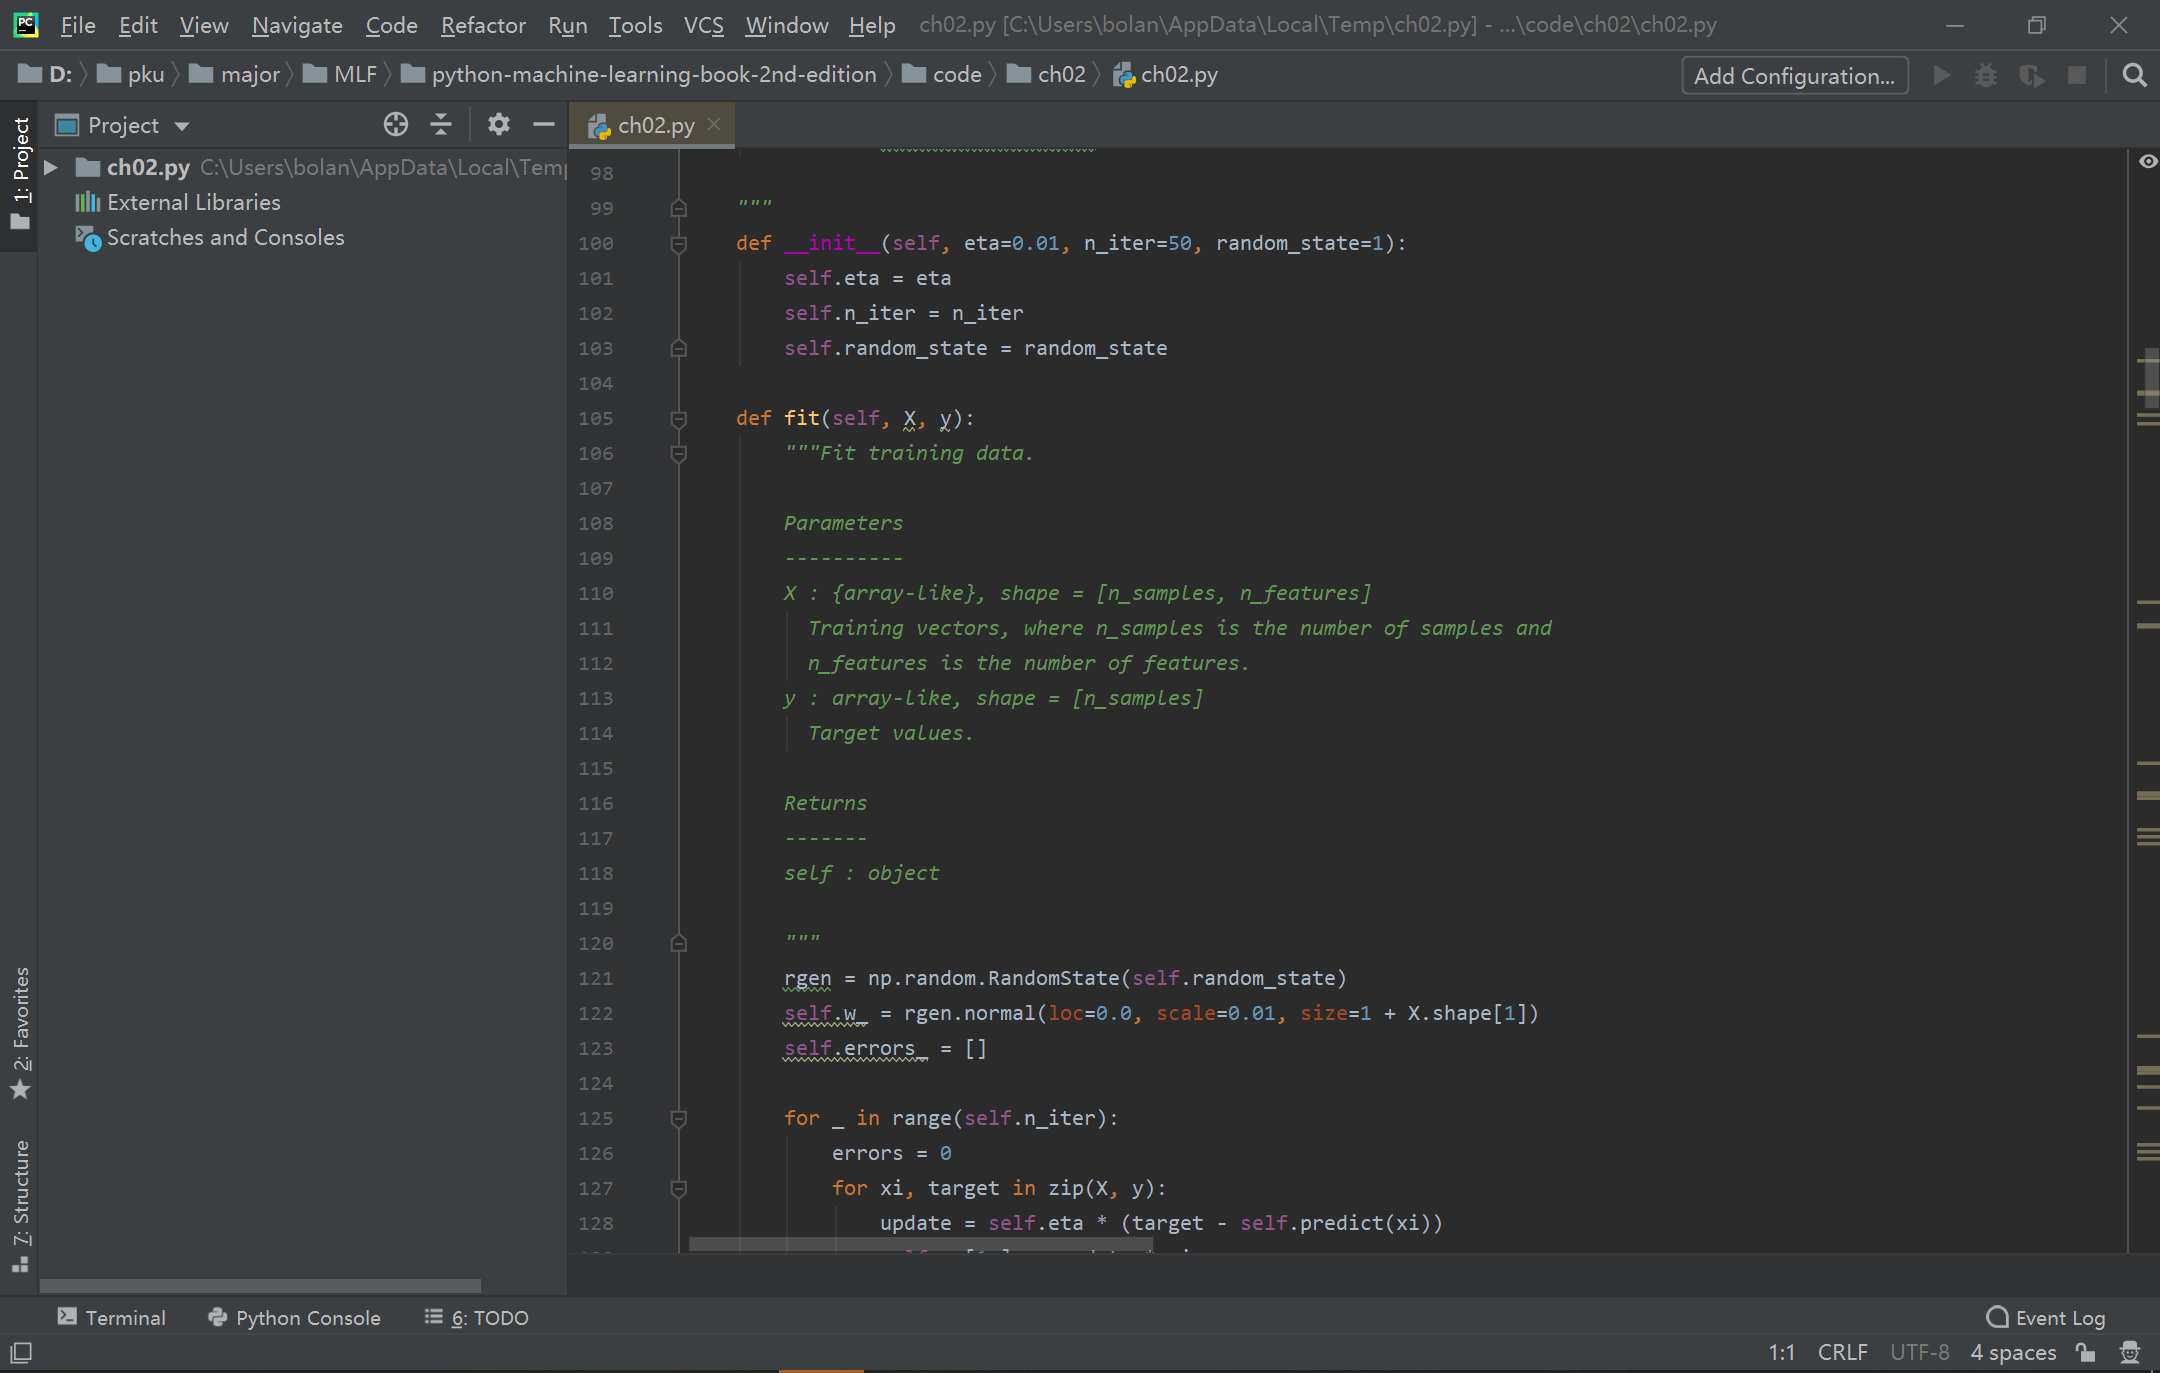 File Edit View Navigate Code Refactor Run Tools VCS Window Help ch02.py [C:\Users\bolan\AppData\Local\Temp\ch02.py] - ...\code\ch02\ch02.py
D: pku major MLF python-machine-learning-book-2nd-edition code ch02 ch02.py Add Configuration...
1: Project
2: Favorites
7: Structure
Project
ch02.py C:\Users\bolan\AppData\Local\Temp
External Libraries
Scratches and Consoles
ch02.py
98
99 """
100 def __init__(self, eta=0.01, n_iter=50, random_state=1):
101 self.eta = eta
102 self.n_iter = n_iter
103 self.random_state = random_state
104
105 def fit(self, X, y):
106 """Fit training data.
107
108 Parameters
109 ----------
110 X : {array-like}, shape = [n_samples, n_features]
111 Training vectors, where n_samples is the number of samples and
112 n_features is the number of features.
113 y : array-like, shape = [n_samples]
114 Target values.
115
116 Returns
117 -------
118 self : object
119
120 """
121 rgen = np.random.RandomState(self.random_state)
122 self.w_ = rgen.normal(loc=0.0, scale=0.01, size=1 + X.shape[1])
123 self.errors_ = []
124
125 for _ in range(self.n_iter):
126 errors = 0
127 for xi, target in zip(X, y):
128 update = self.eta * (target - self.predict(xi))
Terminal Python Console 6: TODO Event Log
1:1 CRLF UTF-8 4 spaces